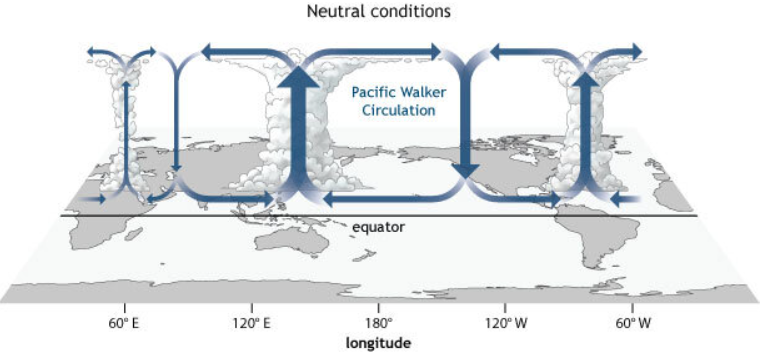 Neutral conditions
Pacific Walker
Circulation
equator
60° E
120° E
180°
120° W
60° W
longitude